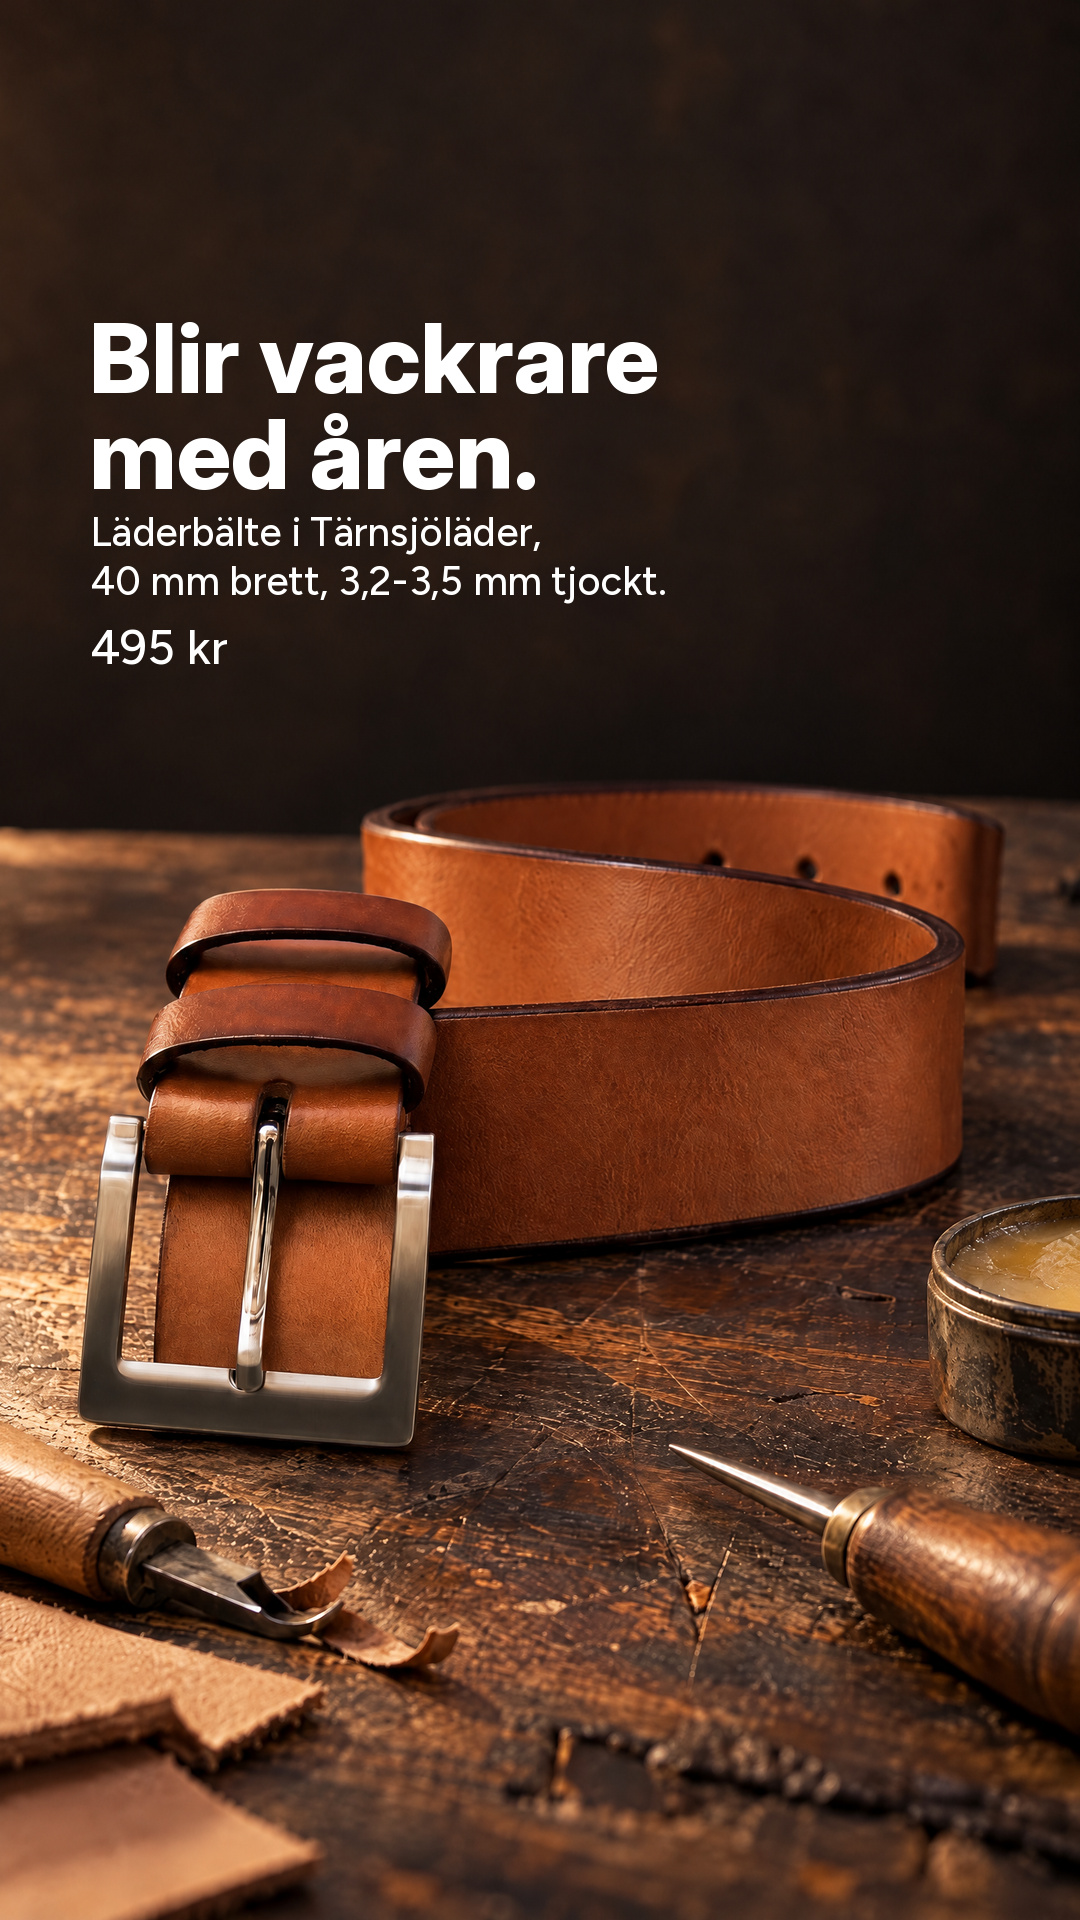 Blir vackrare
med åren.
Läderbälte i Tärnsjöläder,
40 mm brett, 3,2-3,5 mm tjockt.
495 kr